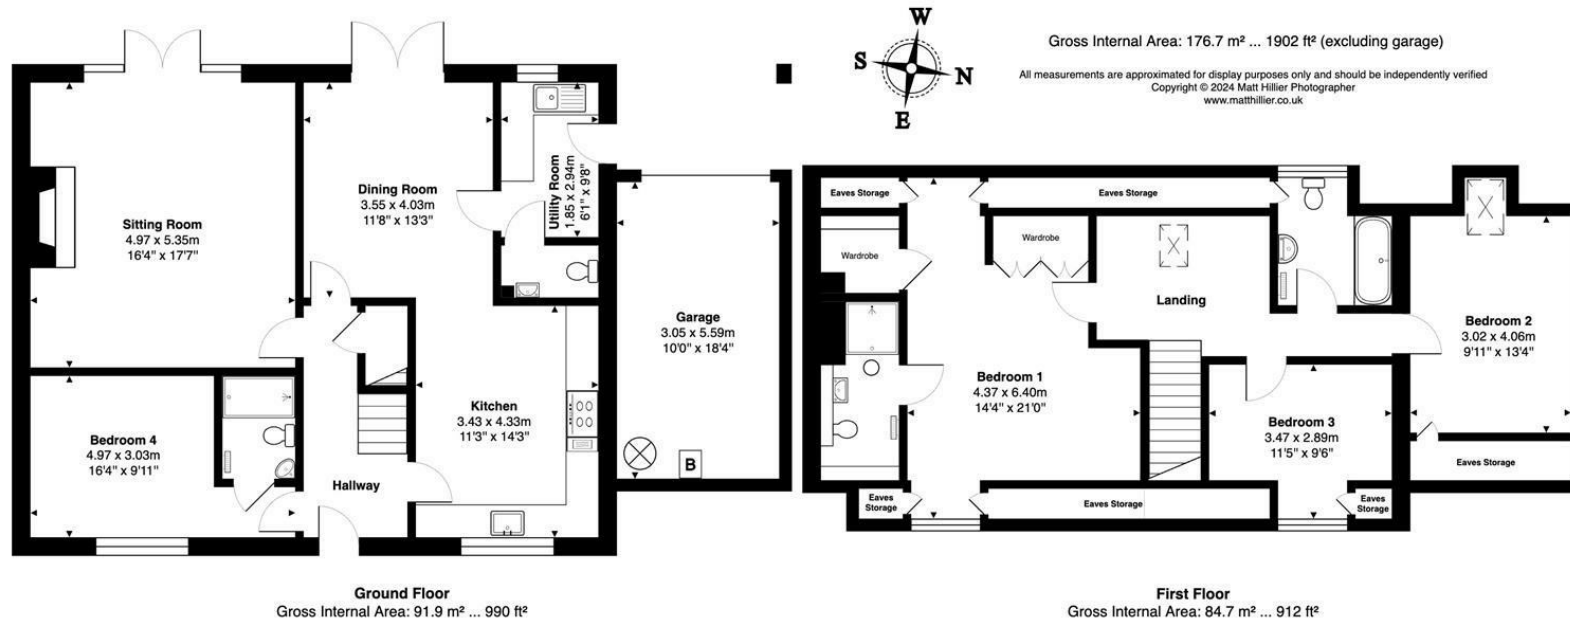 W
S
N
E
Gross Internal Area: 176.7 m² ... 1902 ft² (excluding garage)
All measurements are approximated for display purposes only and should be independently verified
Copyright © 2024 Matt Hillier Photographer
www.matthillier.co.uk
Sitting Room
4.97 x 5.35m
16'4" x 17'7"
Dining Room
3.55 x 4.03m
11'8" x 13'3"
Utility Room
1.85 x 2.94m
6'1" x 9'8"
Garage
3.05 x 5.59m
10'0" x 18'4"
B
Kitchen
3.43 x 4.33m
11'3" x 14'3"
Bedroom 4
4.97 x 3.03m
16'4" x 9'11"
Hallway
Ground Floor
Gross Internal Area: 91.9 m² ... 990 ft²
Eaves Storage
Eaves Storage
Wardrobe
Wardrobe
Landing
Bedroom 1
4.37 x 6.40m
14'4" x 21'0"
Bedroom 2
3.02 x 4.06m
9'11" x 13'4"
Bedroom 3
3.47 x 2.89m
11'5" x 9'6"
Eaves Storage
Eaves
Storage
Eaves Storage
Eaves
Storage
First Floor
Gross Internal Area: 84.7 m² ... 912 ft²